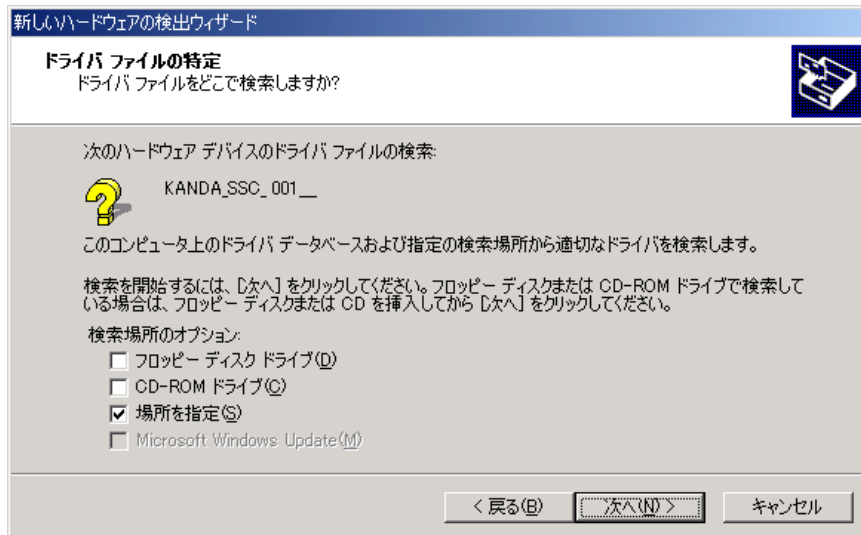 新しいハードウェアの検出ウィザード
ドライバ ファイルの特定
ドライバ ファイルをどこで検索しますか?
次のハードウェア デバイスのドライバ ファイルの検索:
KANDA_SSC_ 001__
このコンピュータ上のドライバ データベースおよび指定の検索場所から適切なドライバを検索します。
検索を開始するには、[次へ] をクリックしてください。フロッピー ディスクまたは CD-ROM ドライブで検索して
いる場合は、フロッピー ディスクまたは CD を挿入してから [次へ] をクリックしてください。
検索場所のオプション:
フロッピー ディスク ドライブ(D)
CD-ROM ドライブ(C)
場所を指定(S)
Microsoft Windows Update(M)
< 戻る(B) 次へ(N) > キャンセル